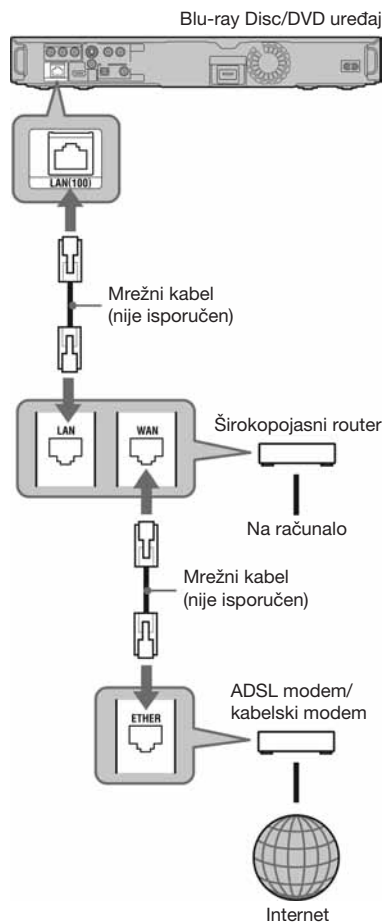 Blu-ray Disc/DVD uređaj
LAN(100)
Mrežni kabel
(nije isporučen)
LAN
WAN
Širokopojasni router
Na računalo
Mrežni kabel
(nije isporučen)
ADSL modem/
kabelski modem
ETHER
Internet